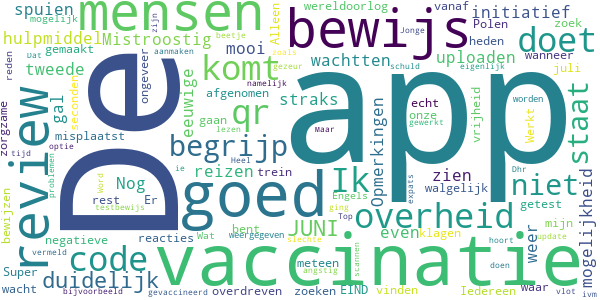 spuien mensen bewijs wereldoorlog vanaf initiatief
mogelijk zijn Alleen Jonge Polen zoek
hulpmiddel Mistroostig beetje heden
gemaakt mooi wachtten doet
Dat aanmaken codis wanneer
reden tweede ongeveer komt uploaden juli
De app
zorgzame seconden eeuwige afgenomen gezeur schuld eigenlijk
review gal qr straks echt onze worden
misplaatst gaan lezen namelijk gewerkt vrijheid Werkt staat
tijd optie begrijp Maar Opmerkingen Dhr
ie Heel
problemen Nog reizen trein zien niet
bewijzen Word Er goed Ik walgelijk getest
rest testbewijs Engels expats mogelijkheid
negatieve reacties bent JUNI ging Top overheid weer mijn
code Wat weergegeven slechte even klagen update
Super vaccinatie
vermeld duidelijk meteen angstig scannen hoort
wacht overdreven zoeken EIND vinden doen waar
bijvoorbeeld gevaccineerd Iedereen vlot ivm